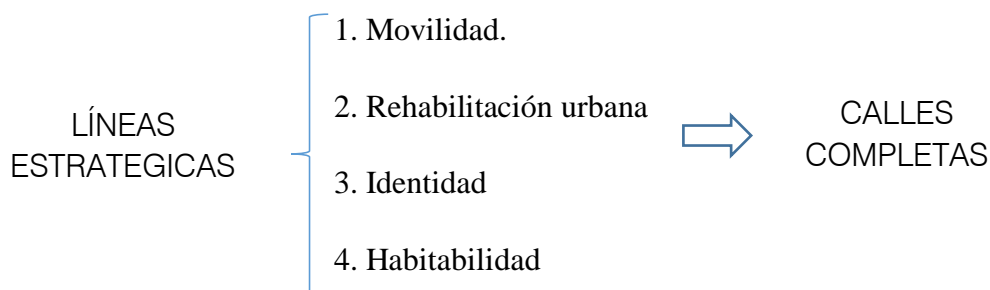 LÍNEAS
ESTRATEGICAS
1. Movilidad.
2. Rehabilitación urbana
3. Identidad
4. Habitabilidad
CALLES
COMPLETAS